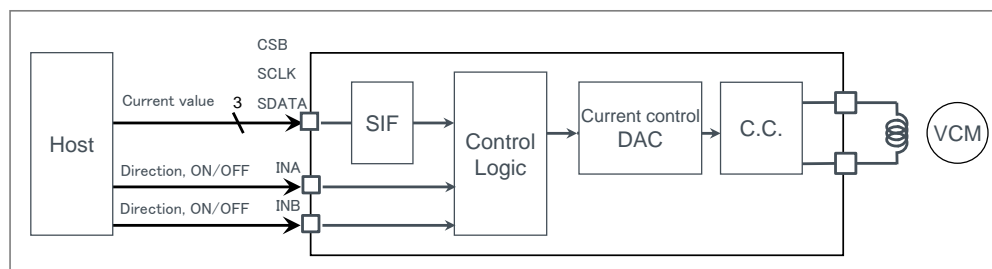 CSB
SCLK
SDATA
Current value
3
Host
SIF
Control
Logic
Current control
DAC
C.C.
VCM
Direction, ON/OFF
INA
Direction, ON/OFF
INB